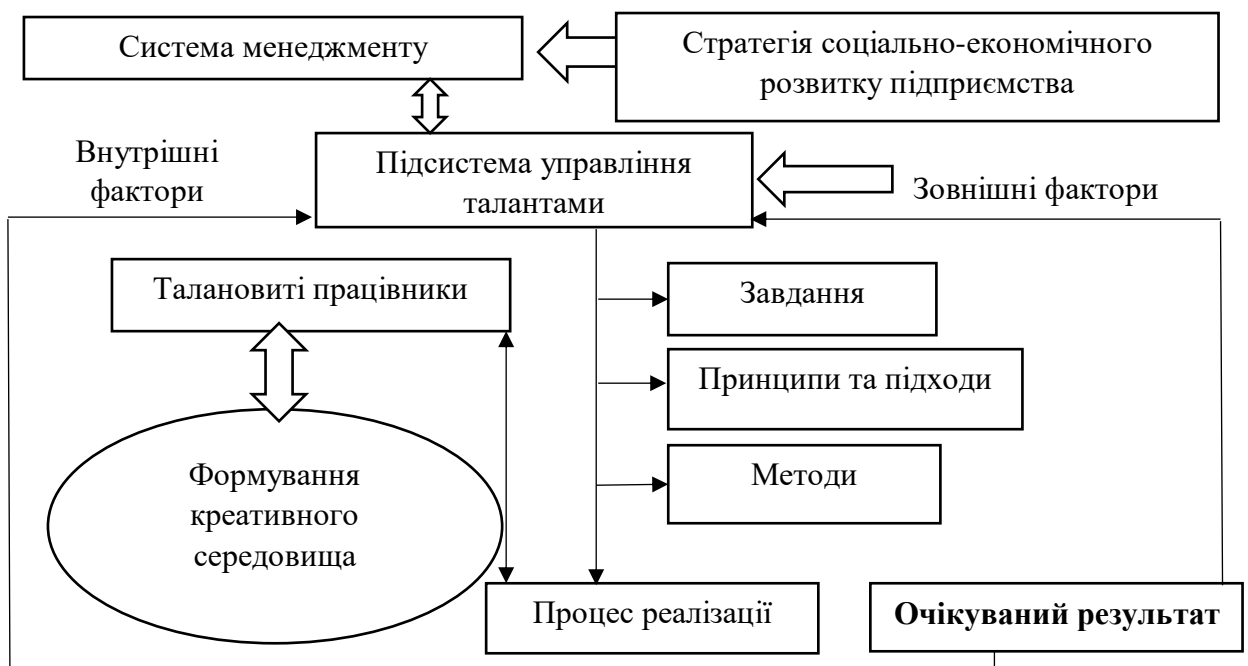 Система менеджменту
Стратегія соціально-економічного
розвитку підприємства
Внутрішні
фактори
Підсистема управління
талантами
Зовнішні фактори
Талановиті працівники
Завдання
Принципи та підходи
Методи
Формування
креативного
середовища
Процес реалізації
Очікуваний результат